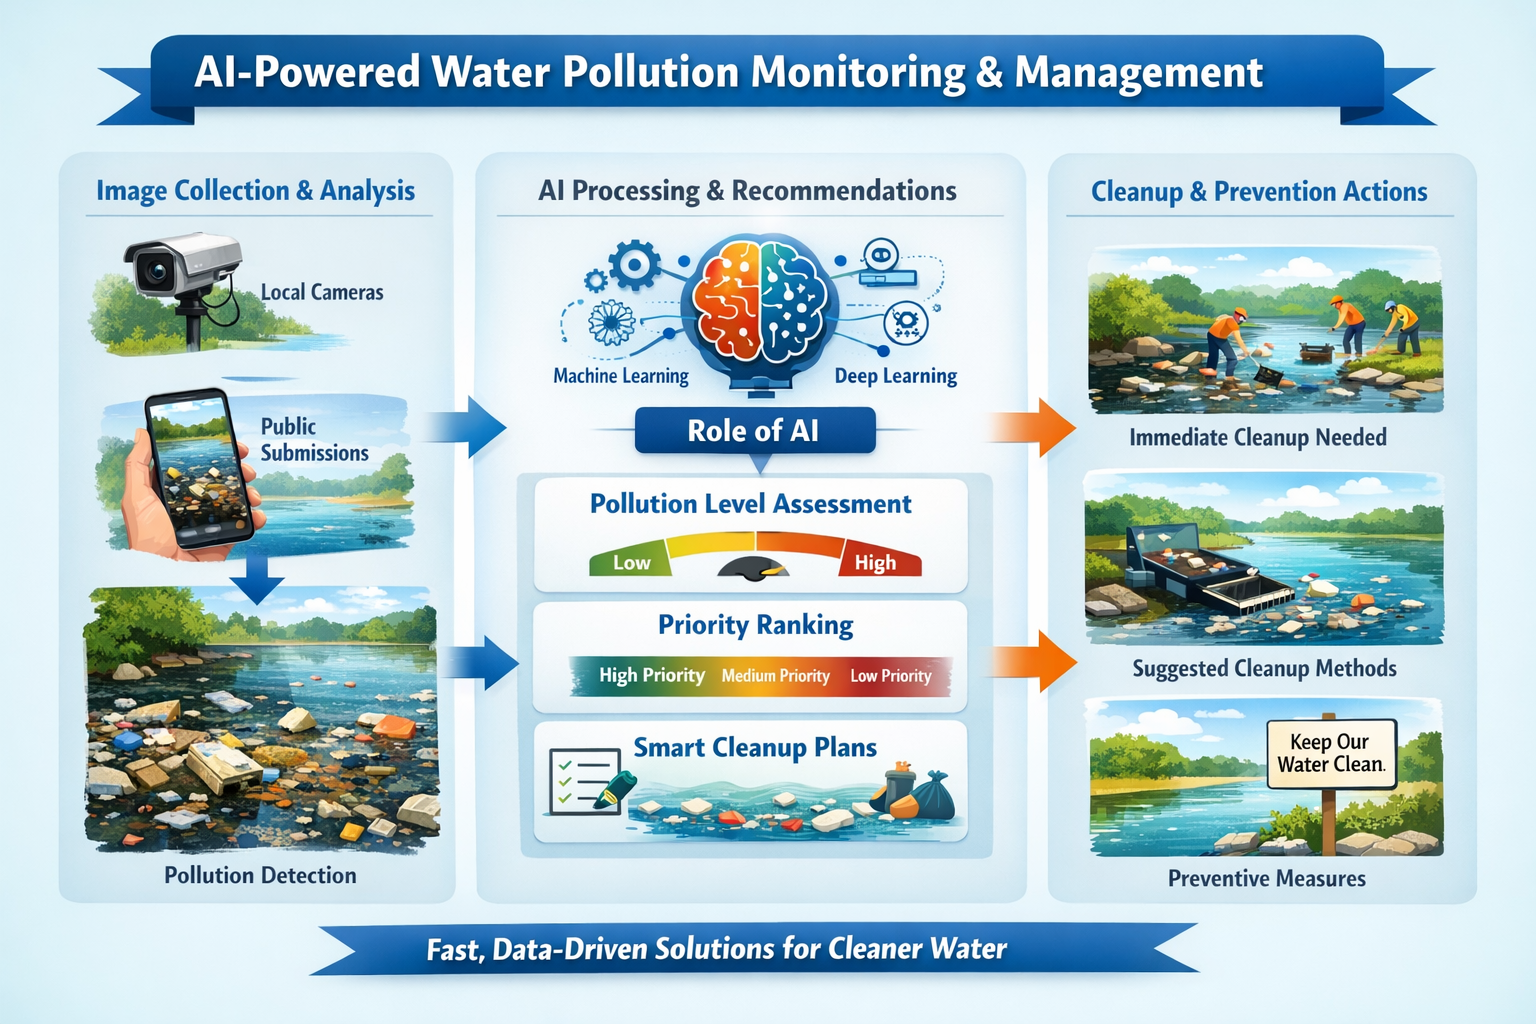 AI-Powered Water Pollution Monitoring & Management
Image Collection & Analysis
Local Cameras
Public
Submissions
Pollution Detection
AI Processing & Recommendations
Machine Learning
Deep Learning
Role of AI
Pollution Level Assessment
Low
High
Priority Ranking
High Priority
Medium Priority
Low Priority
Smart Cleanup Plans
Cleanup & Prevention Actions
Immediate Cleanup Needed
Suggested Cleanup Methods
Keep Our
Water Clean.
Preventive Measures
Fast, Data-Driven Solutions for Cleaner Water